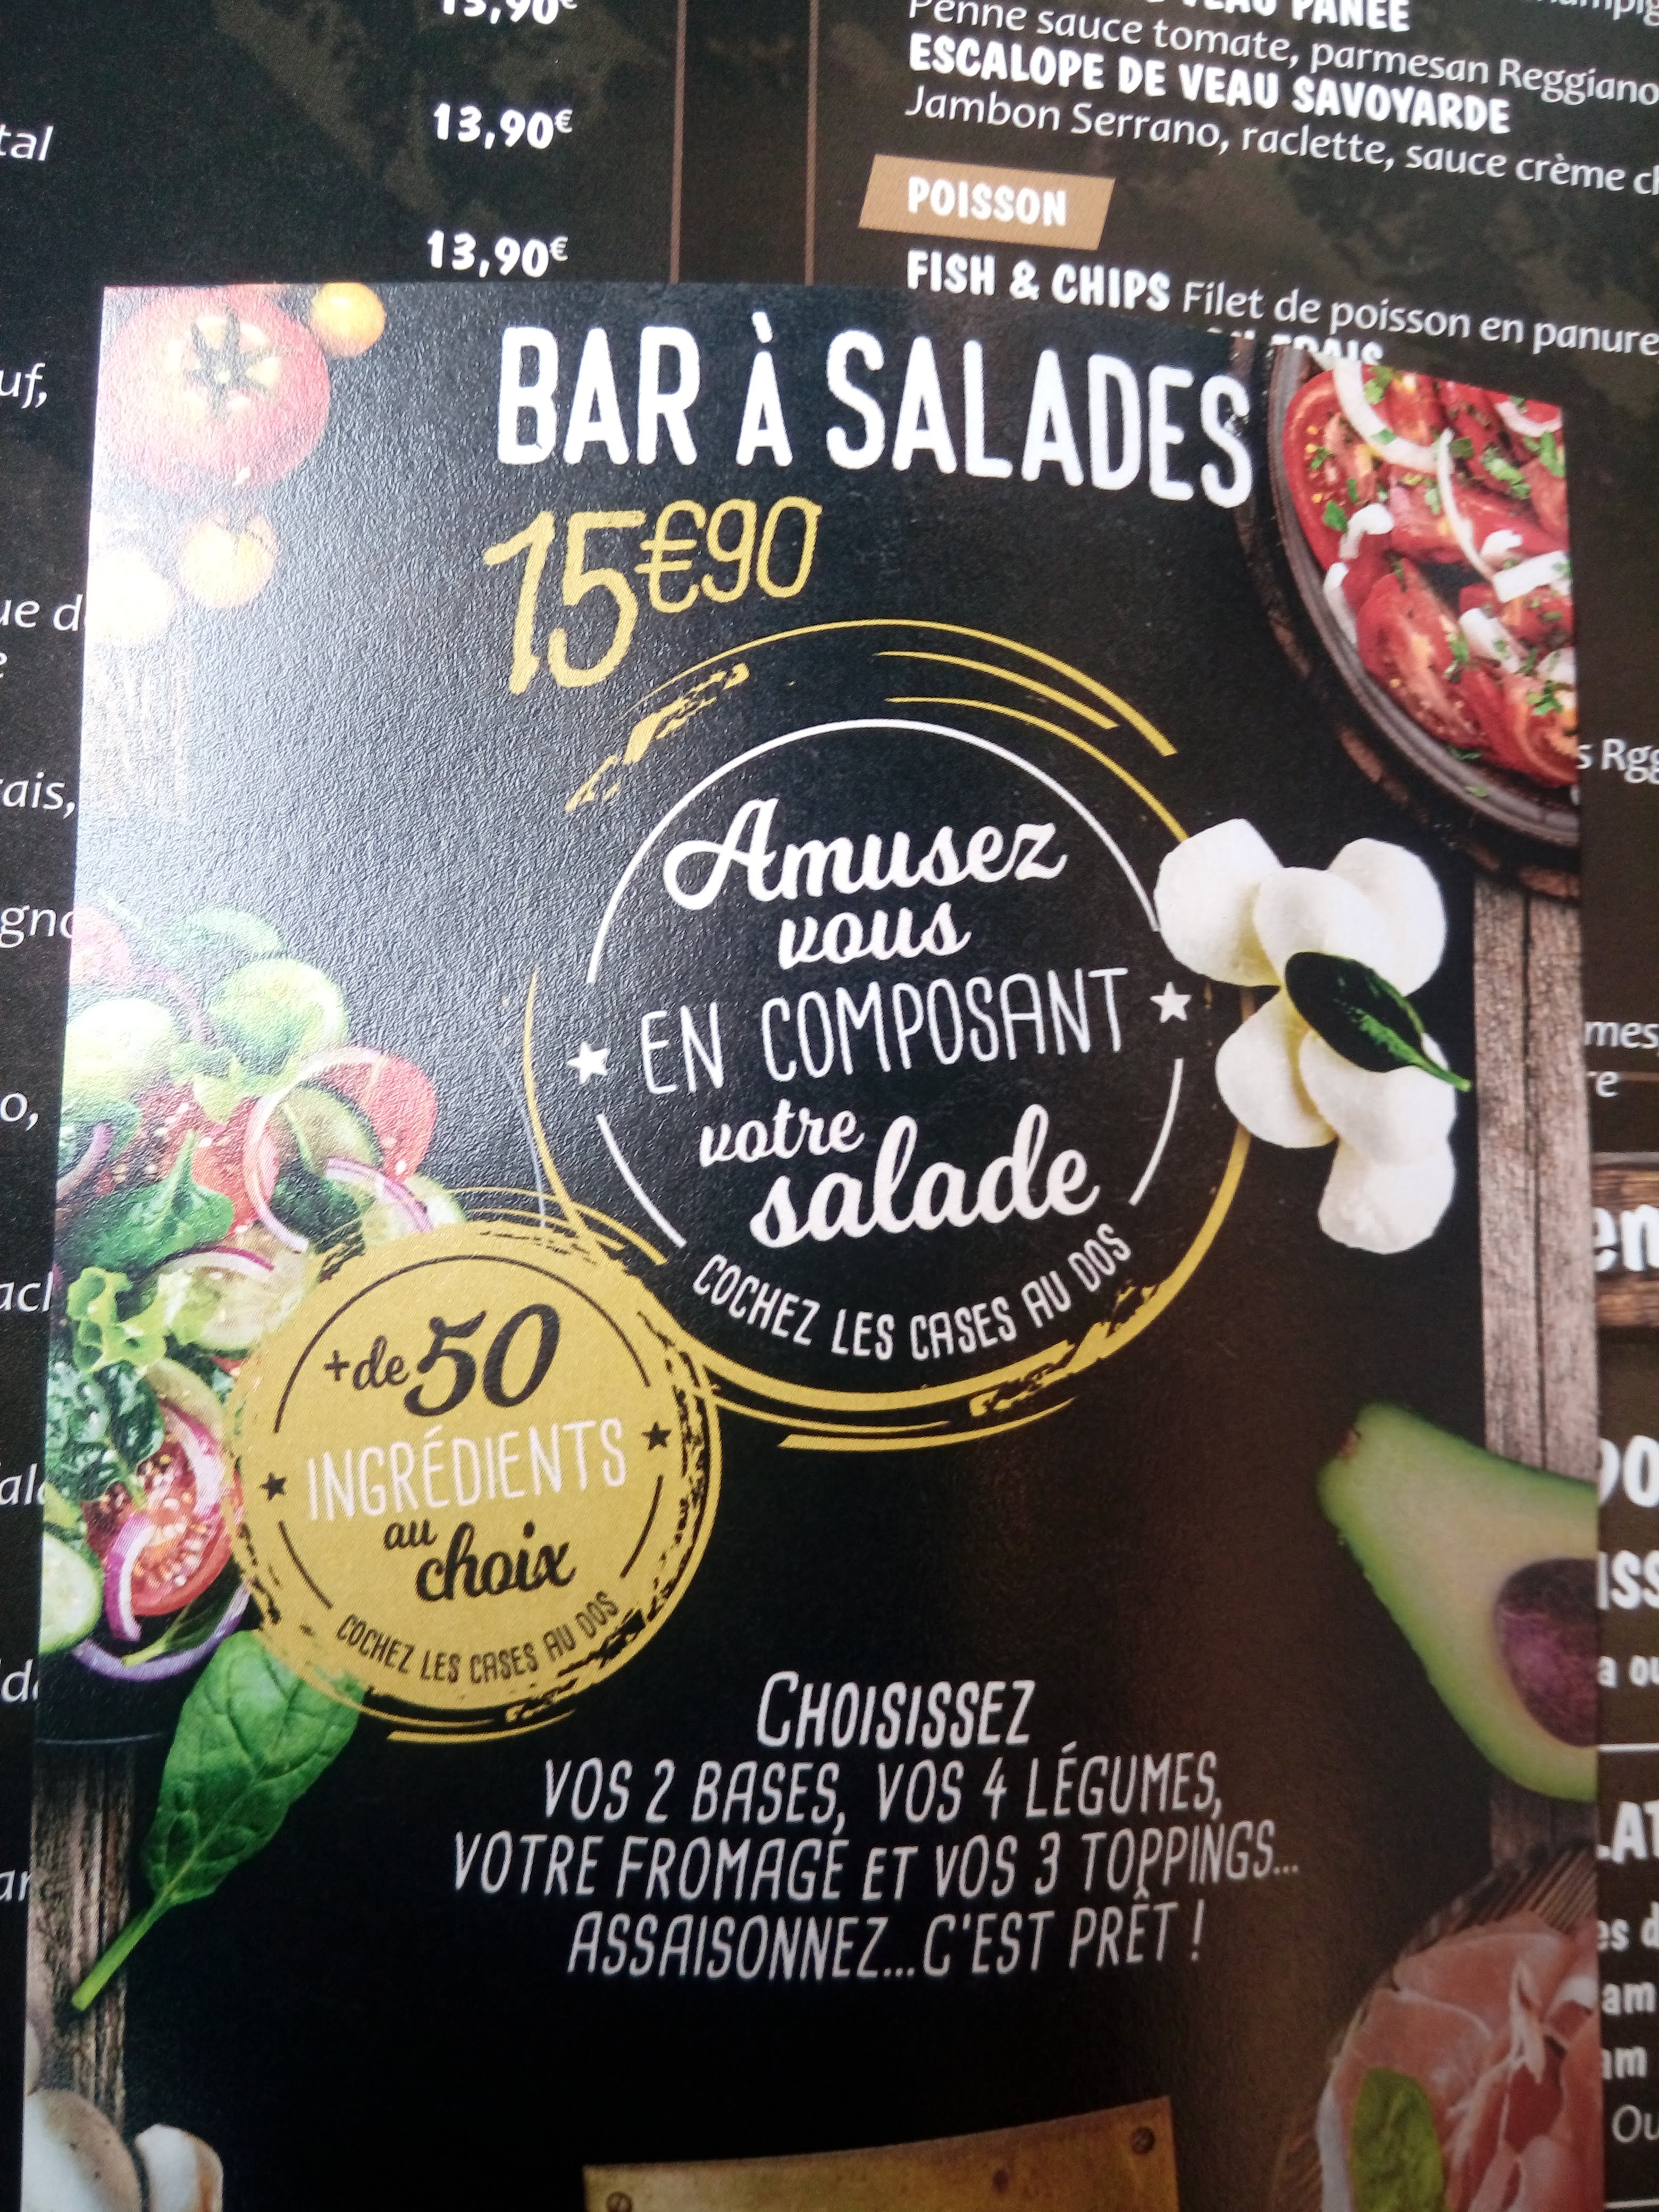 13,90€
13,90€
13,90€
VEAU PANÉE
Penne sauce tomate, parmesan Reggiano
ESCALOPE DE VEAU SAVOYARDE
Jambon Serrano, raclette, sauce crème
POISSON
FISH & CHIPS Filet de poisson en panure
BAR À SALADES
15€90
Amusez
vous
EN COMPOSANT
votre
salade
COCHEZ LES CASES AU DOS
+de 50
INGRÉDIENTS
au
choix
COCHEZ LES CASES AU DOS
CHOISISSEZ
VOS 2 BASES, VOS 4 LÉGUMES,
VOTRE FROMAGE ET VOS 3 TOPPINGS...
ASSAISONNEZ...C'EST PRÊT !